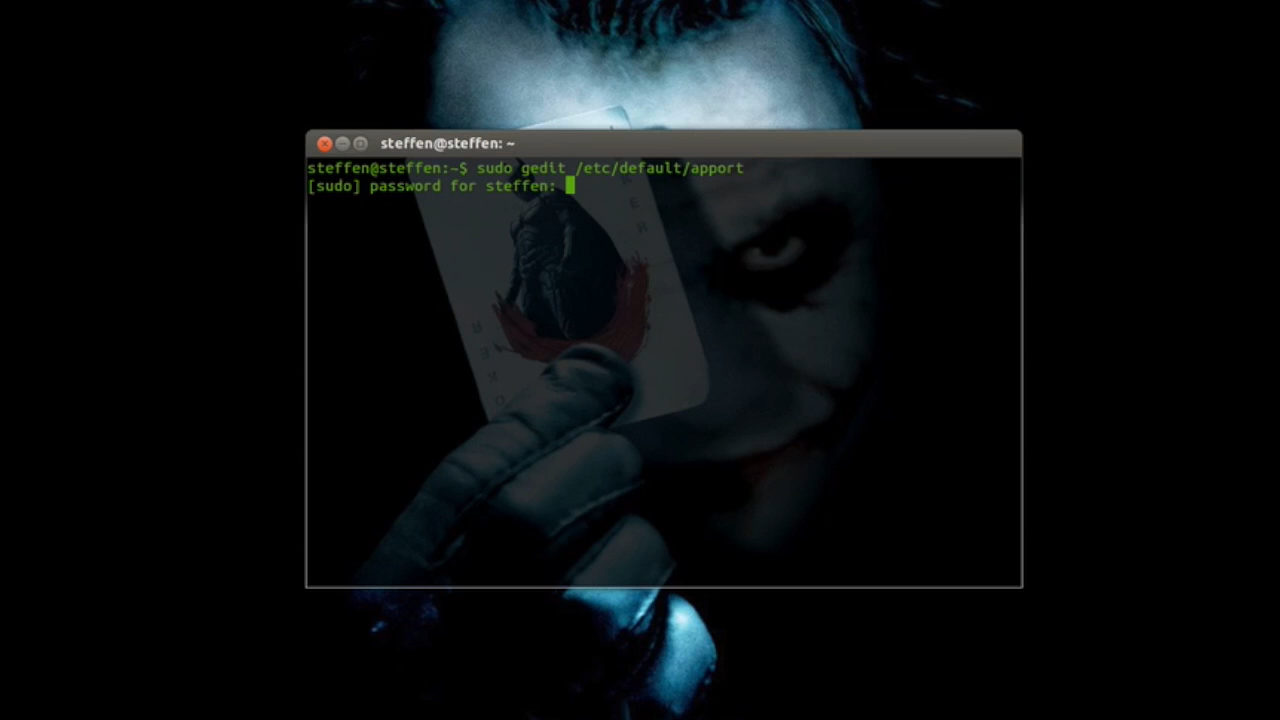 steffen@steffen: ~
steffen@steffen:~$ sudo gedit /etc/default/apport
[sudo] password for steffen: